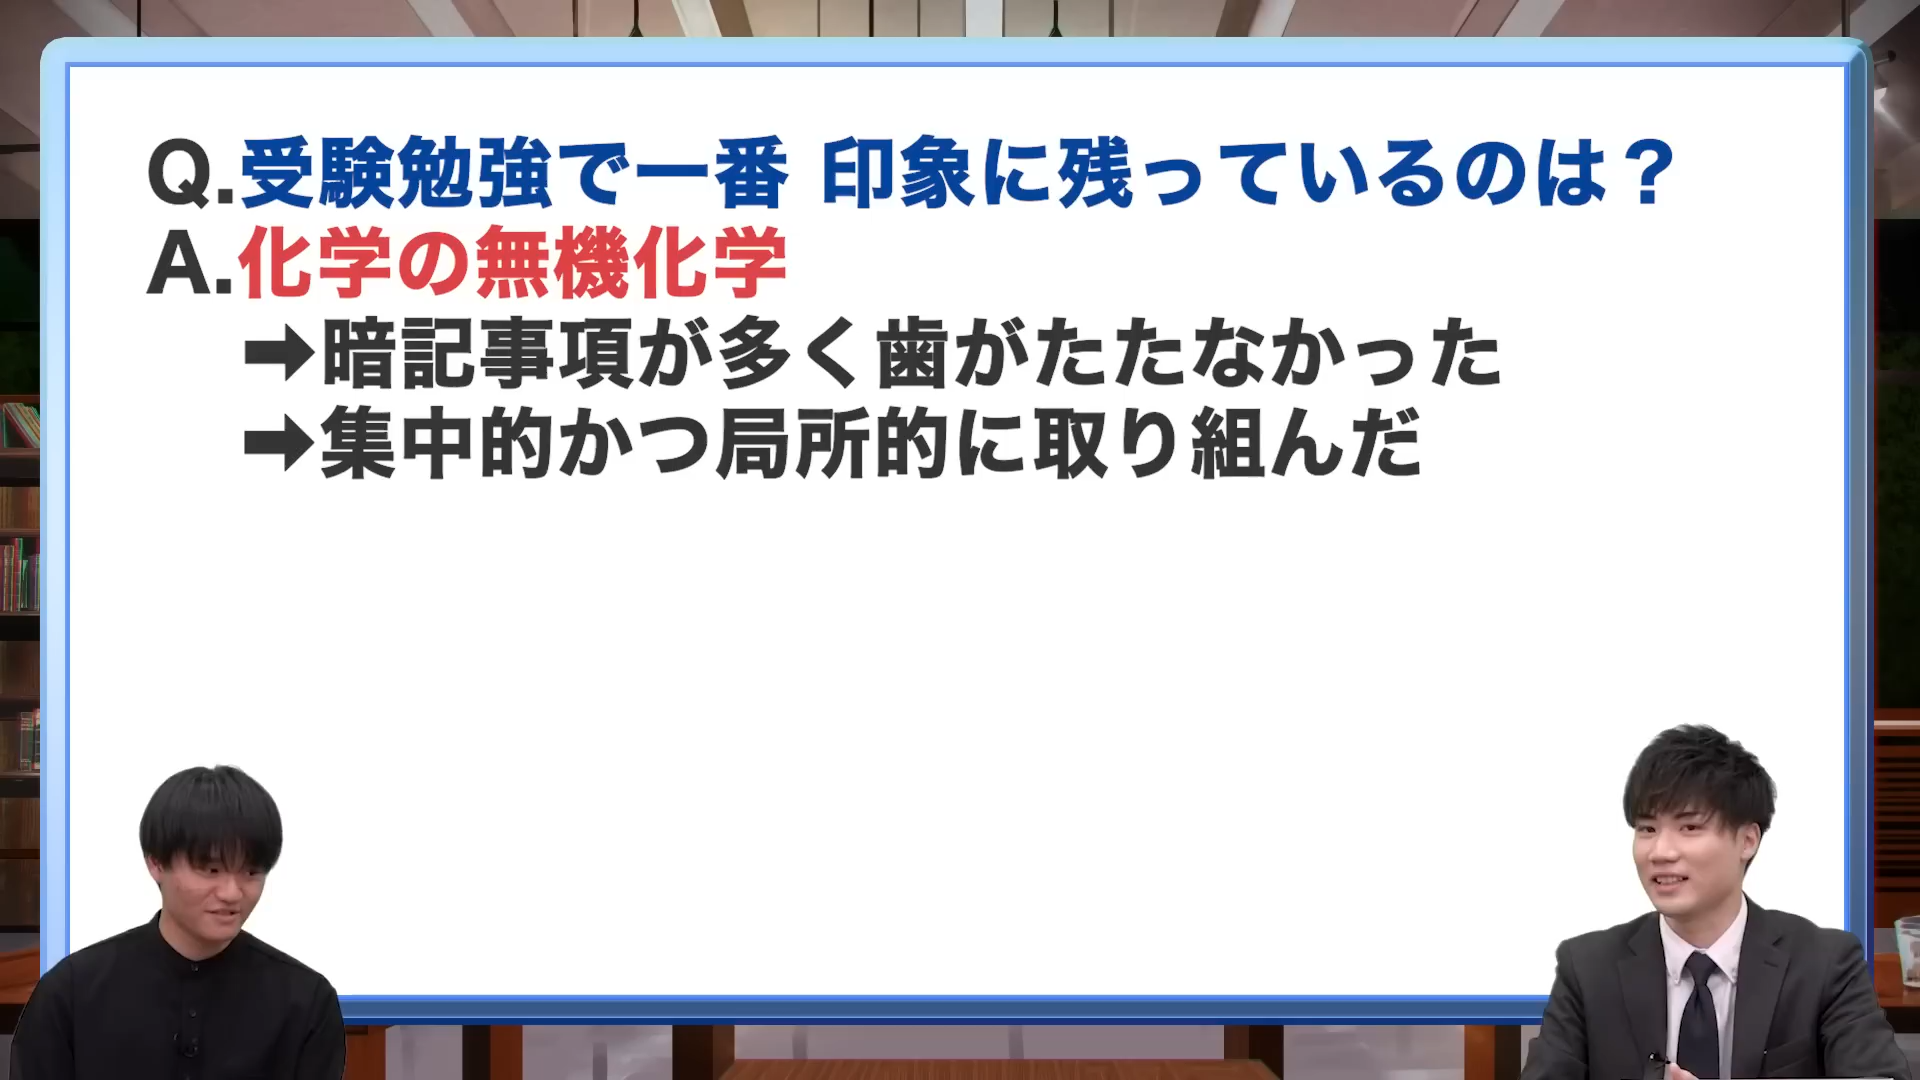 Q.受験勉強で一番 印象に残っているのは？
A.化学の無機化学
➡暗記事項が多く歯がたたなかった
➡集中的かつ局所的に取り組んだ